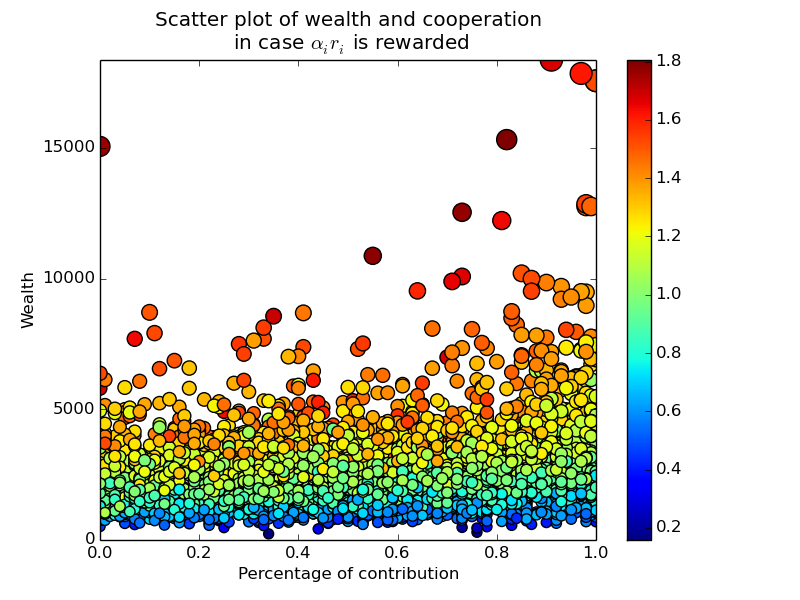 Scatter plot of wealth and cooperation
in case αᵢrᵢ is rewarded
15000
10000
5000
0
Wealth
0.0 0.2 0.4 0.6 0.8 1.0
Percentage of contribution
1.8
1.6
1.4
1.2
1.0
0.8
0.6
0.4
0.2